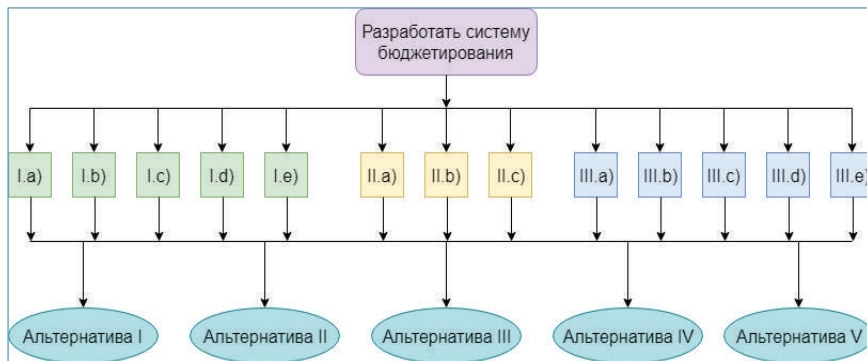 Разработать систему
бюджетирования
I.a) I.b) I.c) I.d) I.e) II.a) II.b) II.c) III.a) III.b) III.c) III.d) III.e)
Альтернатива I Альтернатива II Альтернатива III Альтернатива IV Альтернатива V